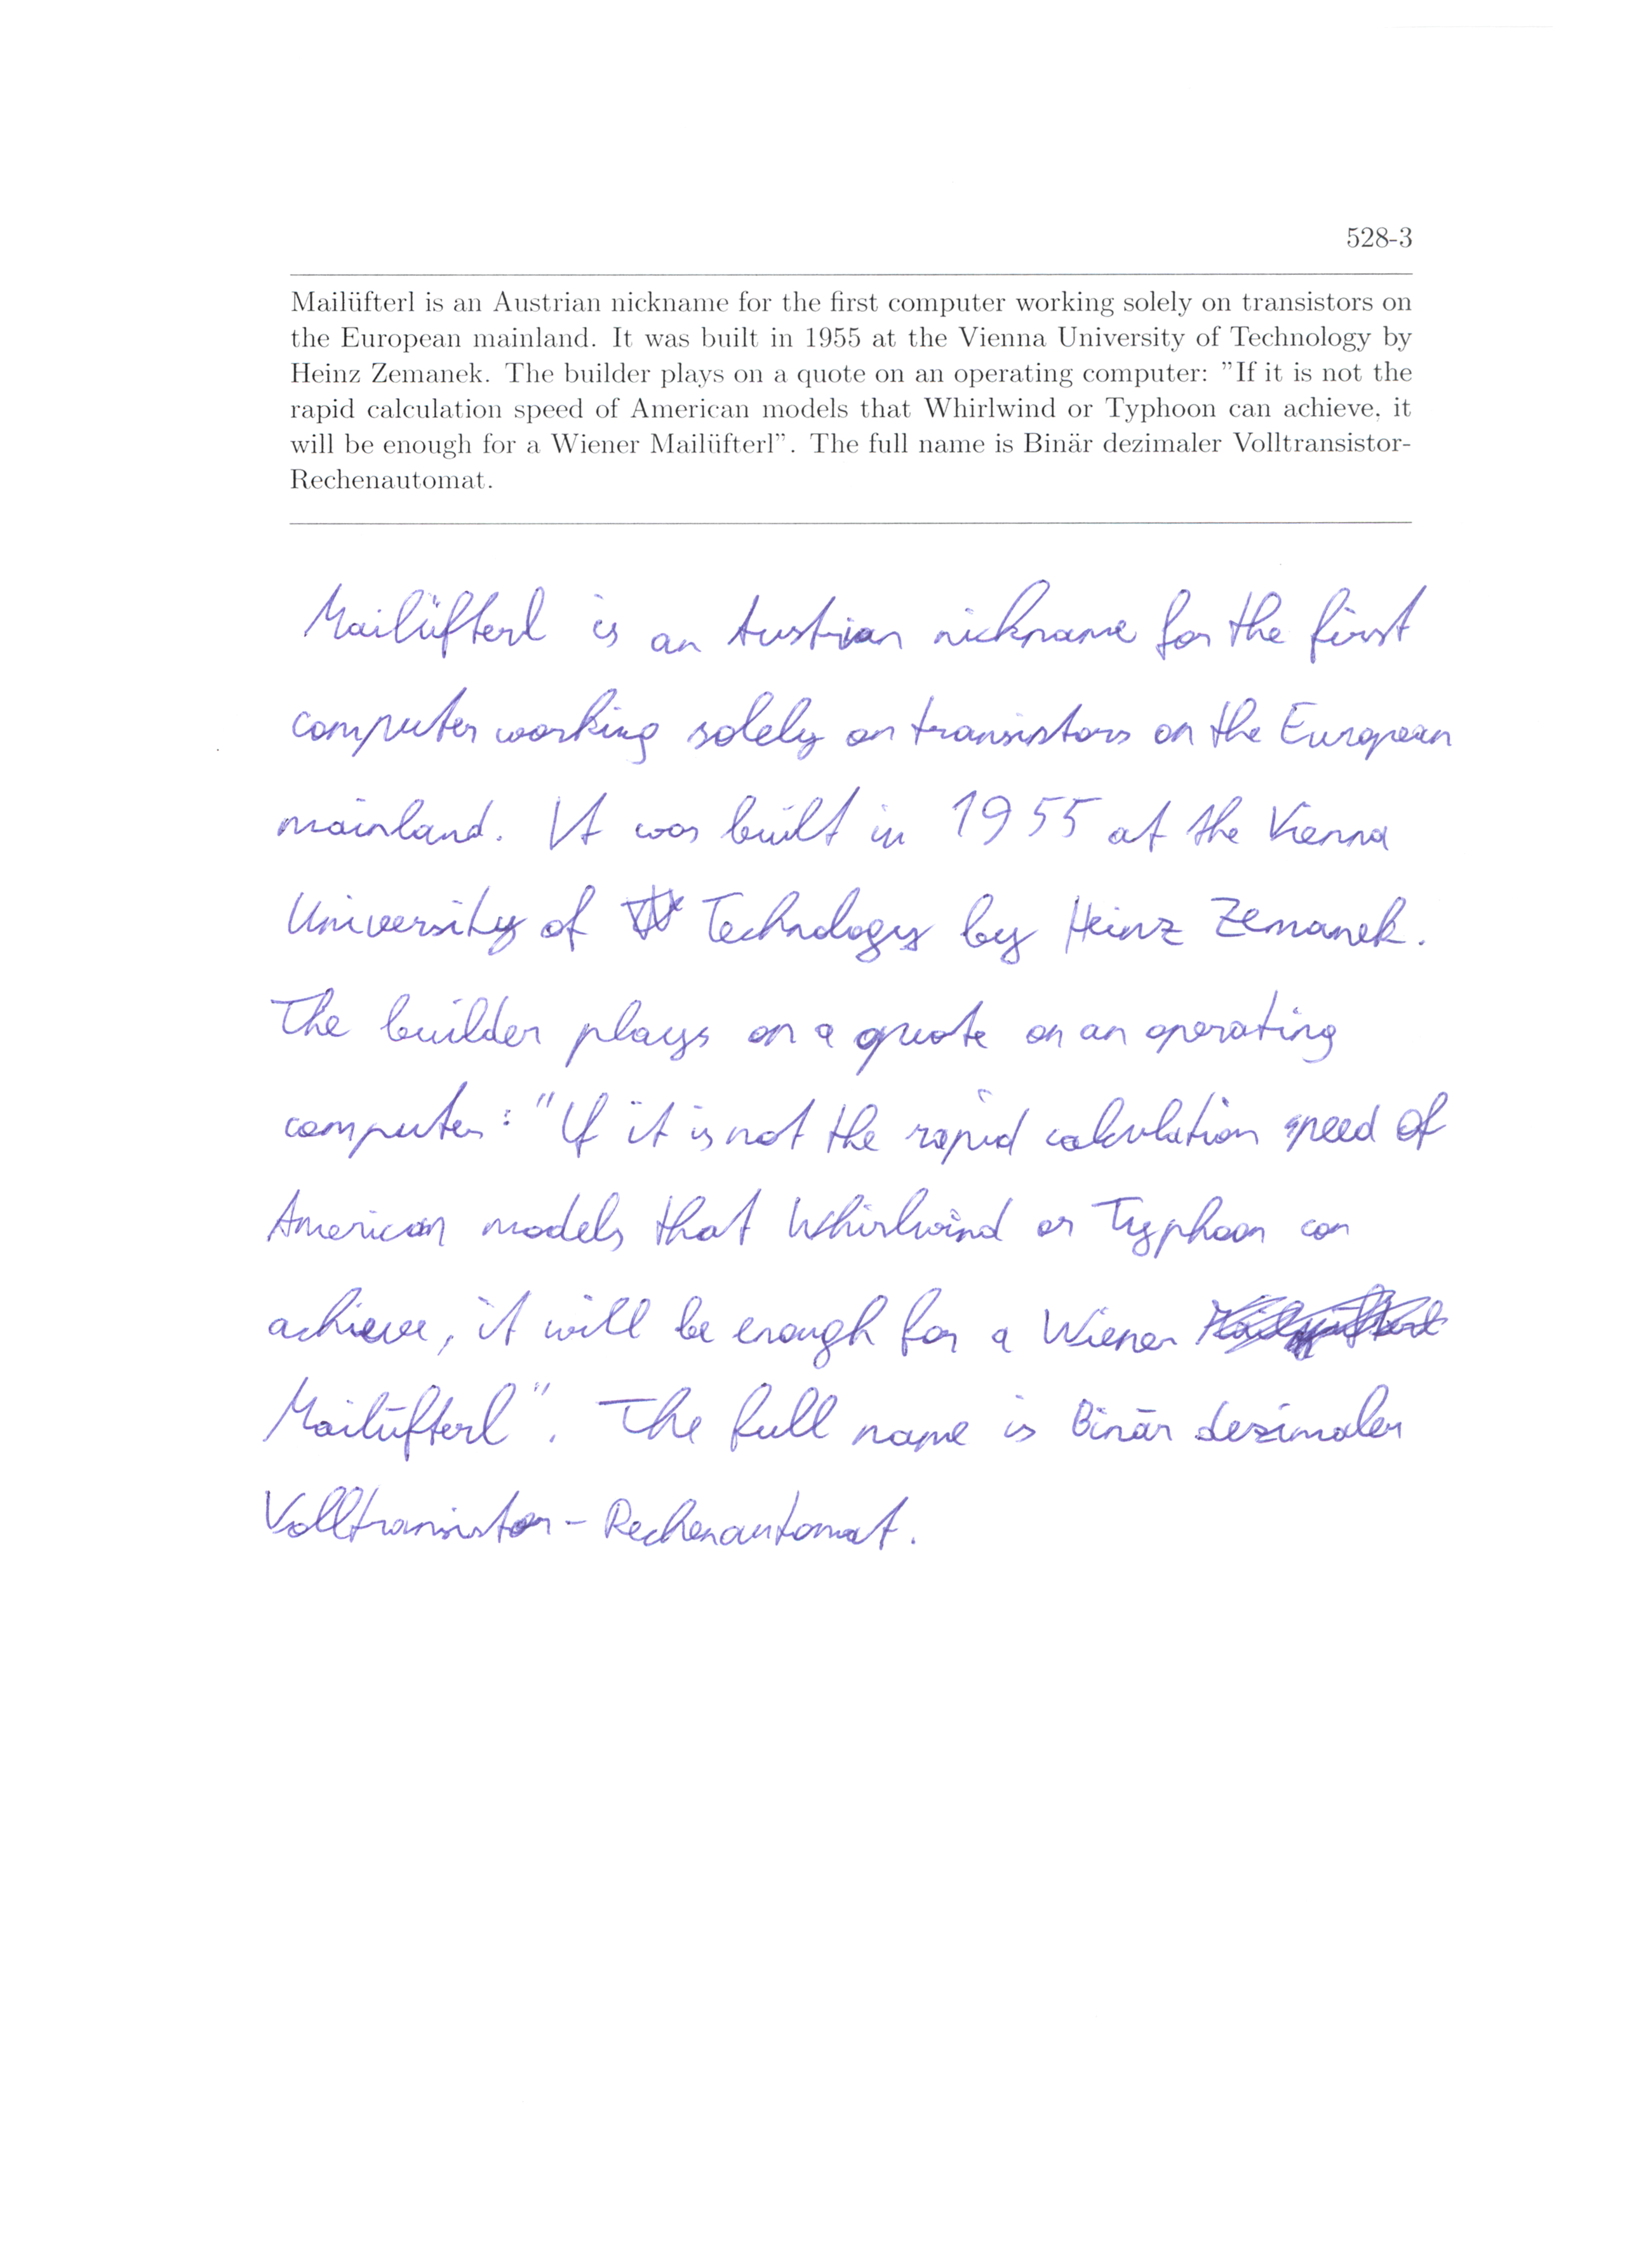 528-3
Mailüfterl is an Austrian nickname for the first computer working solely on transistors on
the European mainland. It was built in 1955 at the Vienna University of Technology by
Heinz Zemanek. The builder plays on a quote on an operating computer: "If it is not the
rapid calculation speed of American models that Whirlwind or Typhoon can achieve, it
will be enough for a Wiener Mailüfterl". The full name is Binär dezimaler Volltransistor-
Rechenautomat.
Mailüfterl is an Austrian nickname for the first
computer working solely on transistors on the European
mainland. It was built in 1955 at the Vienna
University of Technology by Heinz Zemanek.
The builder plays on a quote on an operating
computer: "If it is not the rapid calculation speed of
American models that Whirlwind or Typhoon can
achieve, it will be enough for a Wiener
Mailüfterl". The full name is Binär dezimaler
Volltransistor-Rechenautomat.